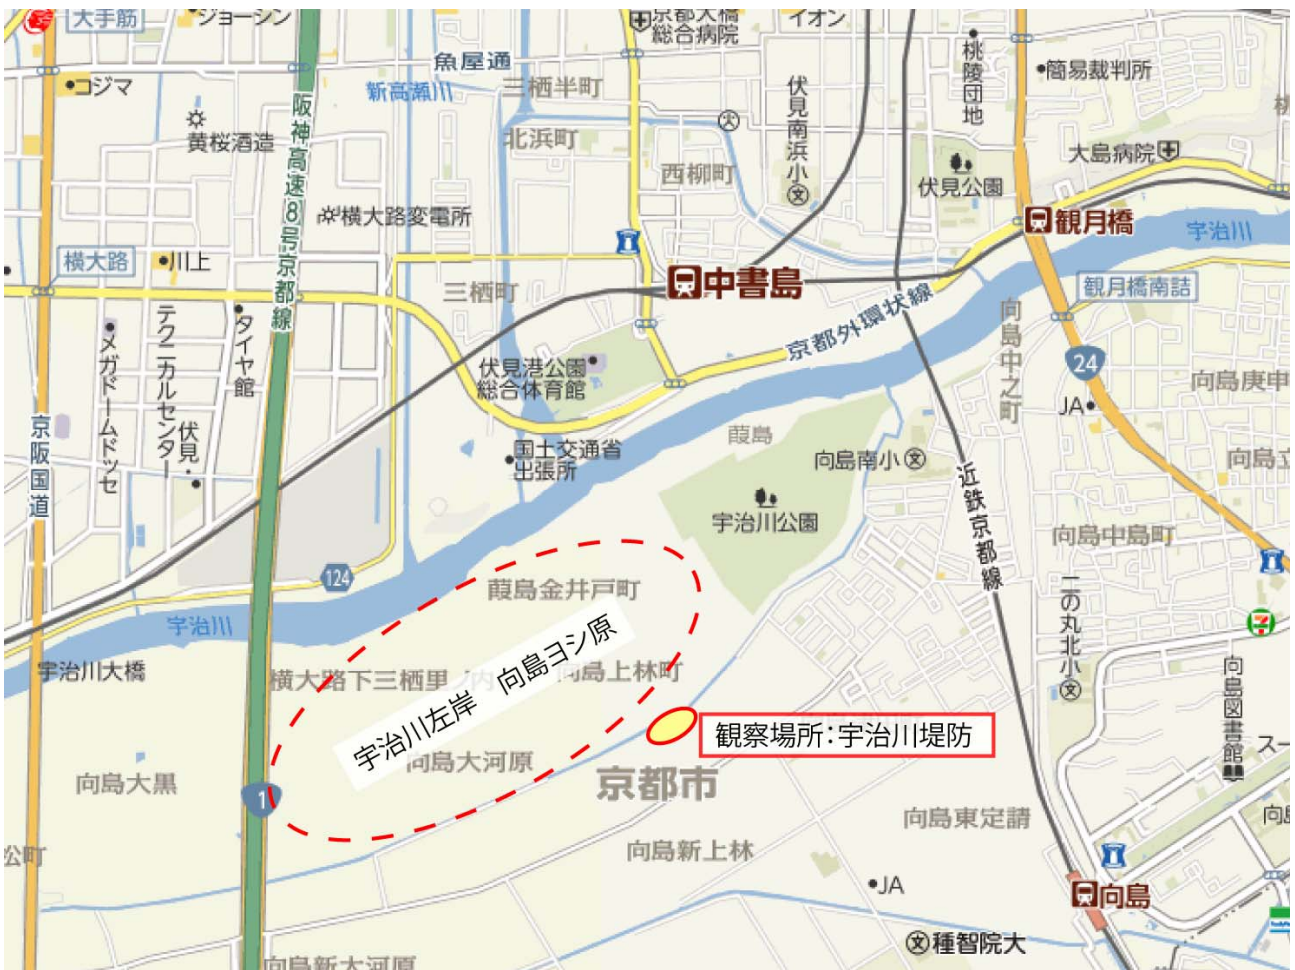 大手筋
ジョーシン
京都大橋
総合病院
イオン
魚屋通
桃陵団地
簡易裁判所
コジマ
新高瀬川
三栖半町
阪神高速8号京都線
伏見南浜小
黄桜酒造
北浜町
大島病院
西柳町
伏見公園
横大路変電所
観月橋
宇治川
横大路
川上
中書島
三栖町
観月橋南詰
京都外環状線
向島中之町
テクニカルセンター
タイヤ館
メガドームドッセ
伏見港公園
総合体育館
24
向島庚申
JA
京阪国道
伏見
葭島
国土交通省
出張所
向島南小
近鉄京都線
向島立
宇治川公園
向島中島町
124
葭島金井戸町
二の丸北小
宇治川
宇治川左岸 向島ヨシ原
宇治川大橋
横大路下三栖里ノ内
向島上林町
向島図書館
観察場所:宇治川堤防
スー
向島大河原
向島大黒
京都市
1
向島東定請
松町
向島新上林
JA
向島
種智院大
向島新大河原